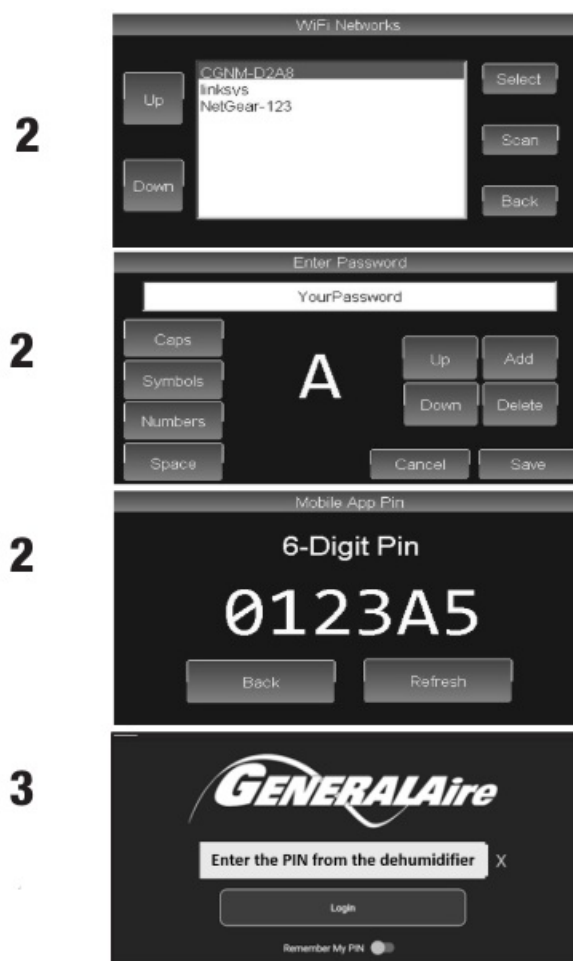 2
WiFi Networks
Up
Down
CGNM-D2A8
linksys
NetGear-123
Select
Scan
Back
2
Enter Password
YourPassword
Caps
Symbols
Numbers
Space
A
Up
Add
Down
Delete
Cancel
Save
2
Mobile App Pin
6-Digit Pin
0123A5
Back
Refresh
3
GENERALAire
Enter the PIN from the dehumidifier X
Login
Remember My PIN